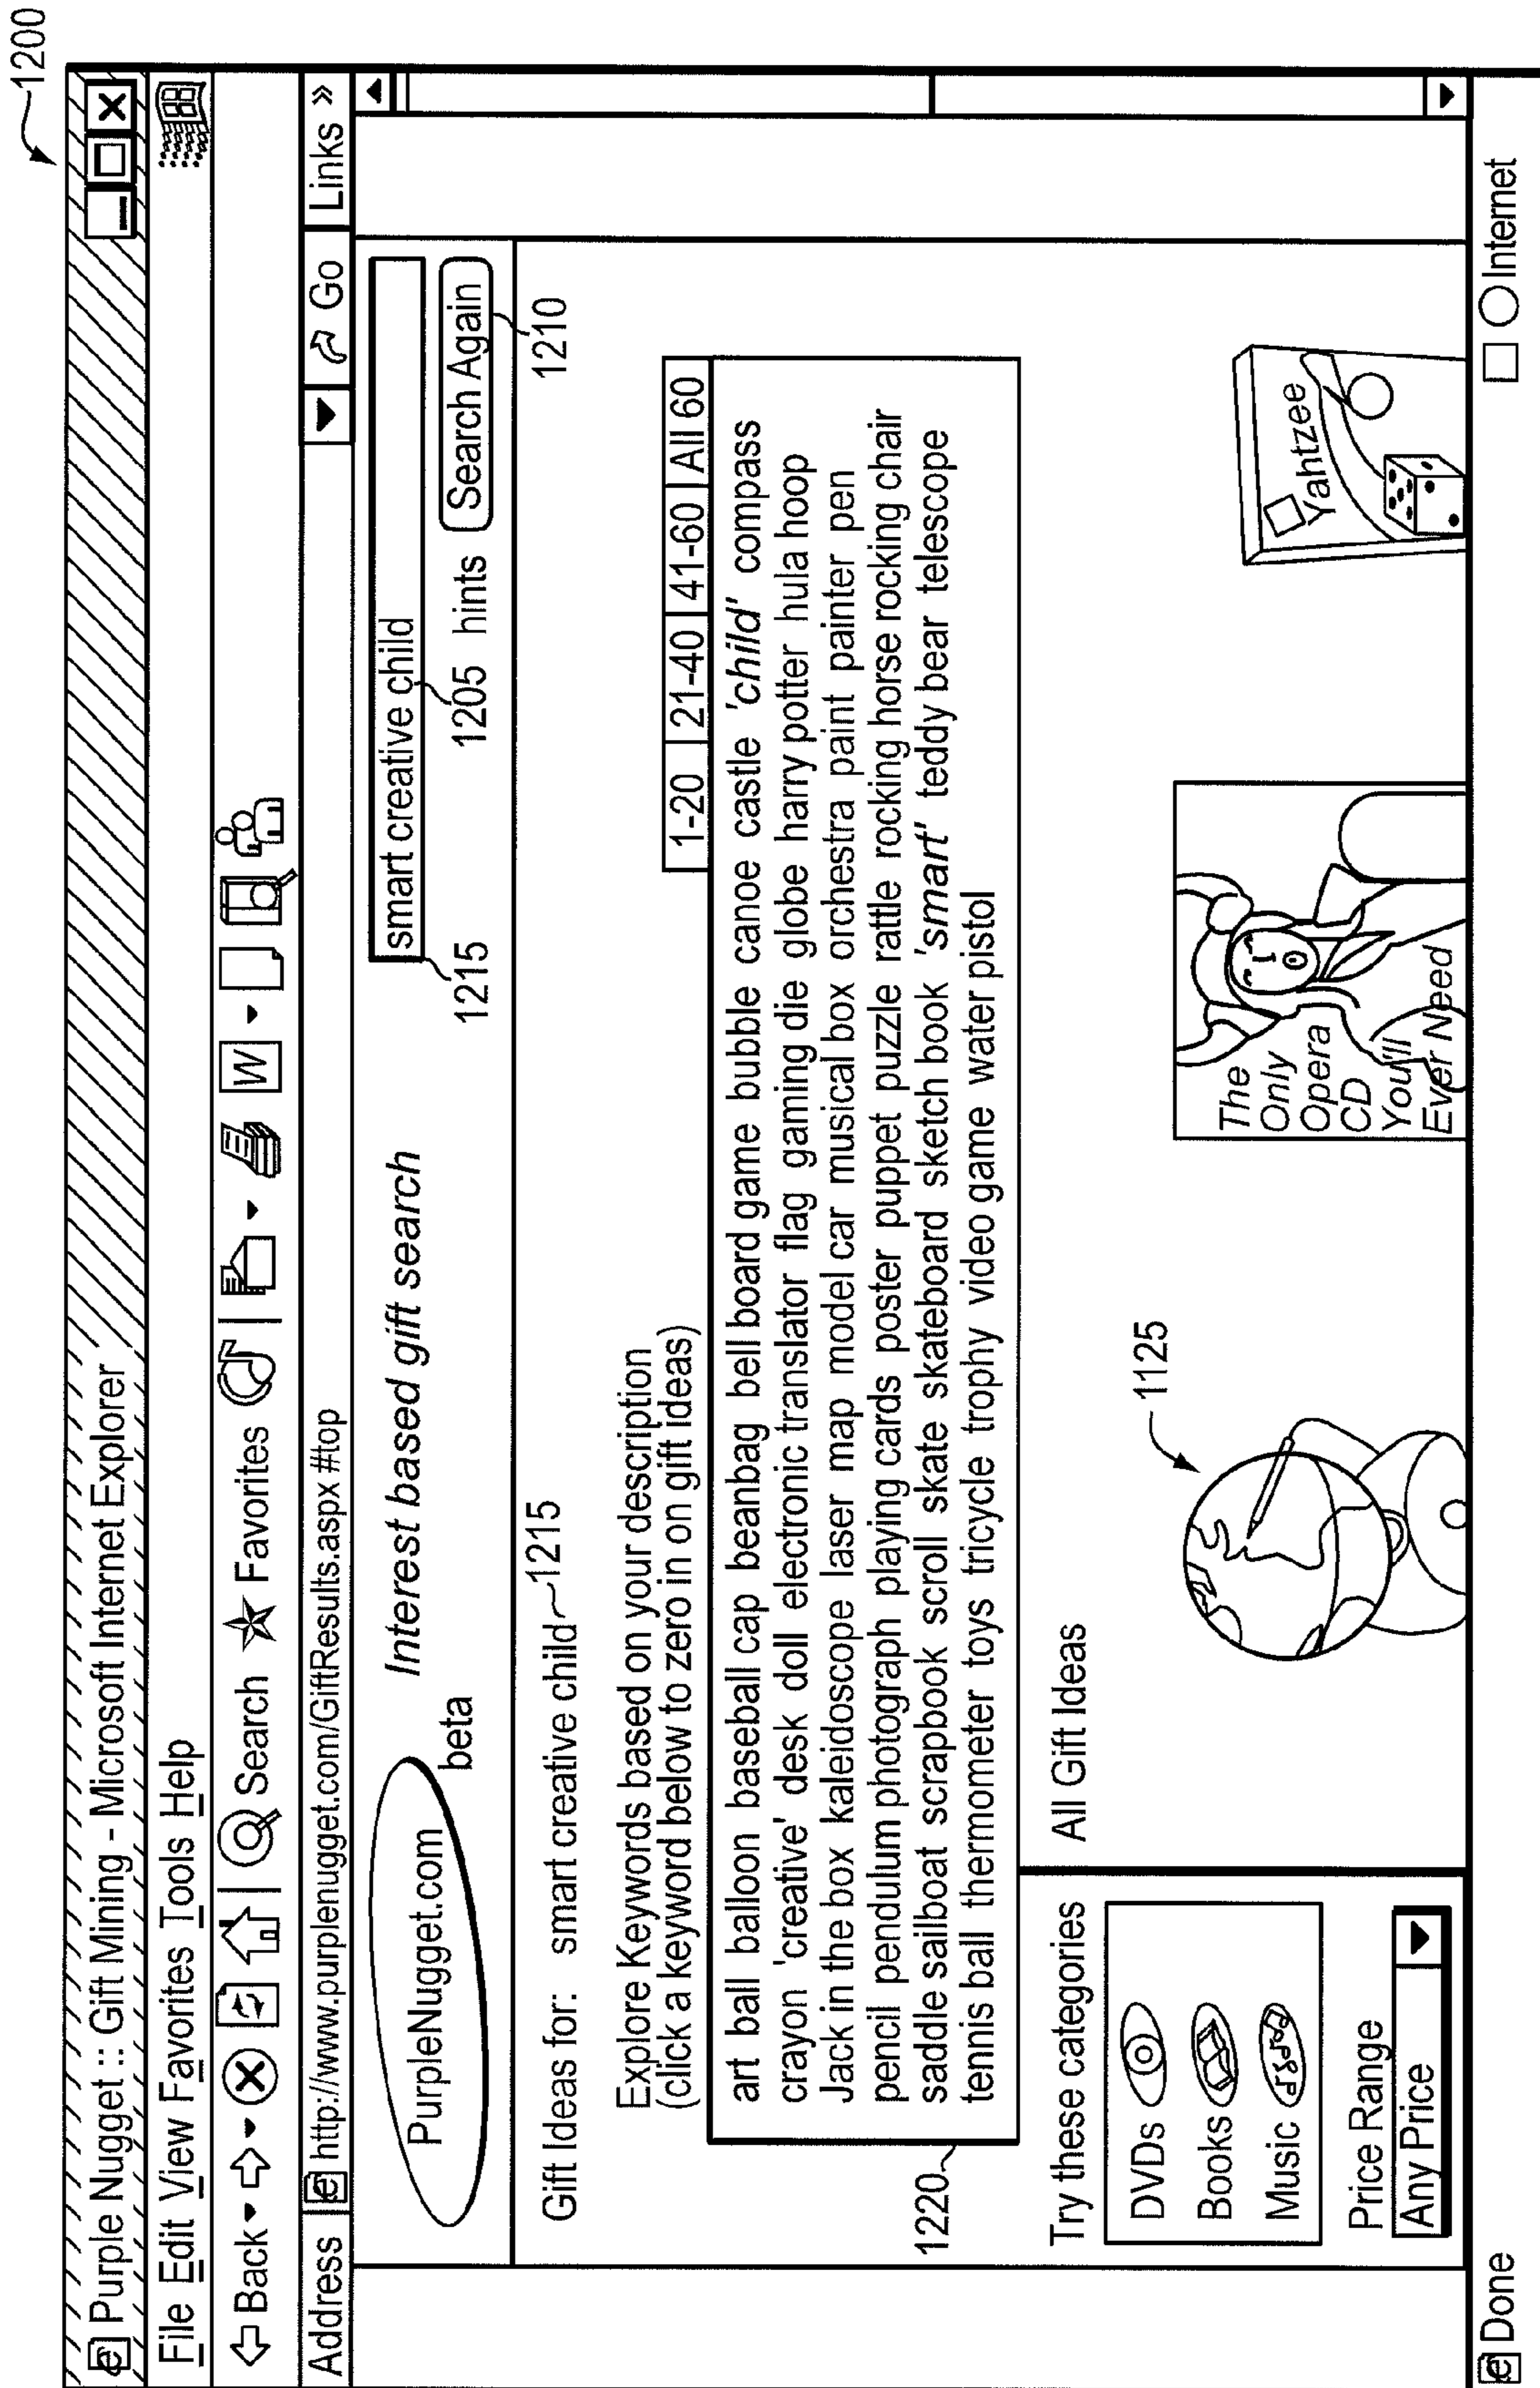 1200
Purple Nugget :: Gift Mining - Microsoft Internet Explorer
File Edit View Favorites Tools Help
Back Search Favorites W
Address http://www.purplenugget.com/GiftResults.aspx #top Go Links »
PurpleNugget.com
beta
Interest based gift search
smart creative child
1215
1205 hints Search Again
1210
Gift Ideas for: smart creative child 1215
Explore Keywords based on your description
(click a keyword below to zero in on gift ideas)
1-20 21-40 41-60 All 60
art ball balloon baseball cap beanbag bell board game bubble canoe castle 'child' compass
crayon 'creative' desk doll electronic translator flag gaming die globe harry potter hula hoop
Jack in the box kaleidoscope laser map model car musical box orchestra paint painter pen
pencil pendulum photograph playing cards poster puppet puzzle rattle rocking horse rocking chair
saddle sailboat scrapbook scroll skate skateboard sketch book 'smart' teddy bear telescope
tennis ball thermometer toys tricycle trophy video game water pistol
1220
Try these categories
DVDs
Books
Music
Price Range
Any Price
All Gift Ideas
1125
The
Only
Opera
CD
You'll
Ever Need
Yahtzee
Done
Internet